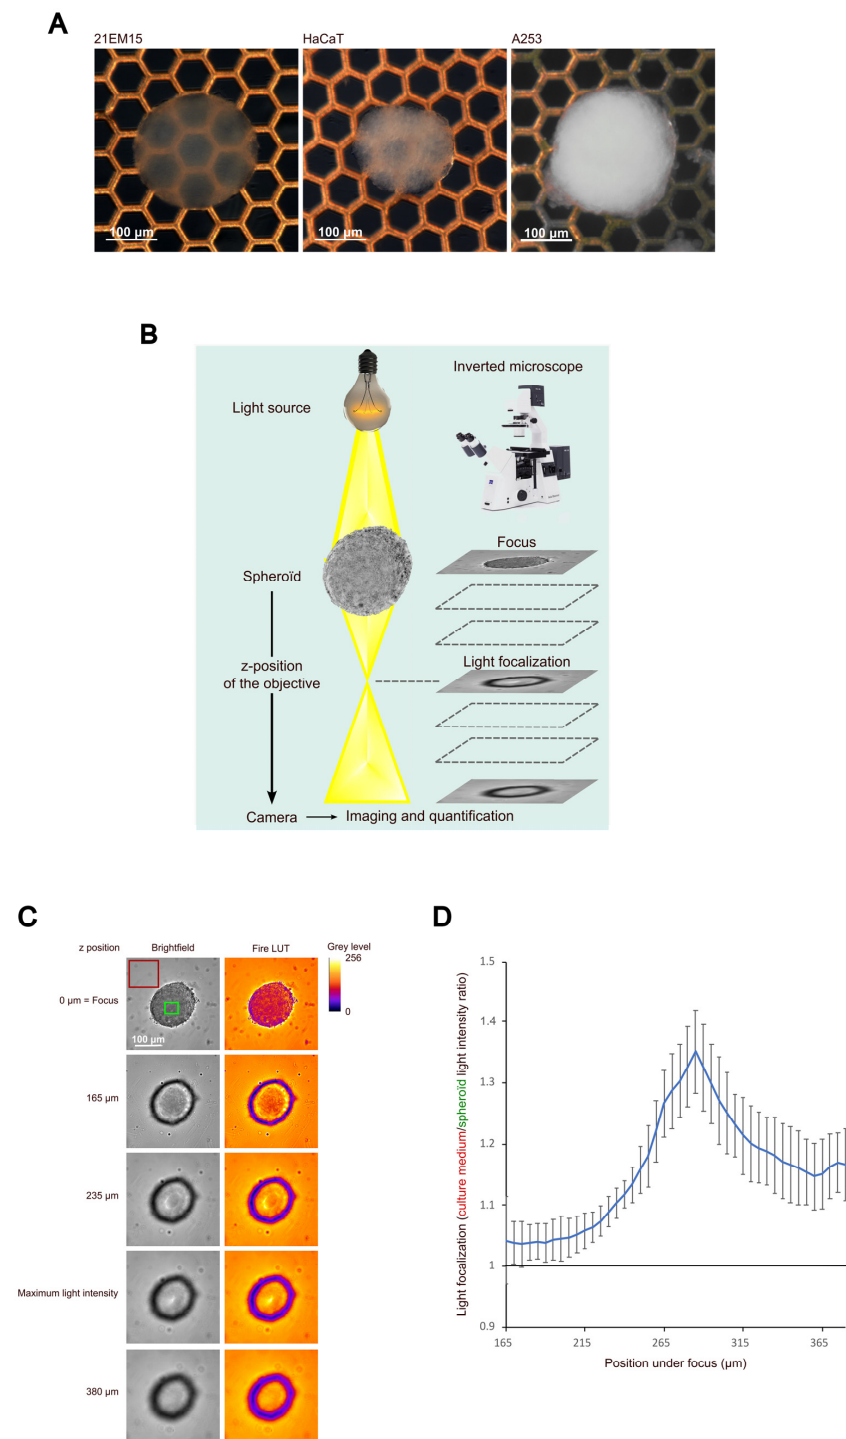 A
21EM15
HaCaT
A253
100 µm
100 µm
100 µm
B
Light source
Inverted microscope
Focus
Spheroïd
Light focalization
z-position
of the objective
Camera
Imaging and quantification
C
z position
Brightfield
Fire LUT
Grey level
256
0
0 µm = Focus
100 µm
165 µm
235 µm
Maximum light intensity
380 µm
D
Light focalization (culture medium/spheroïd light intensity ratio)
1.5
1.4
1.3
1.2
1.1
1
0.9
165
215
265
315
365
Position under focus (µm)